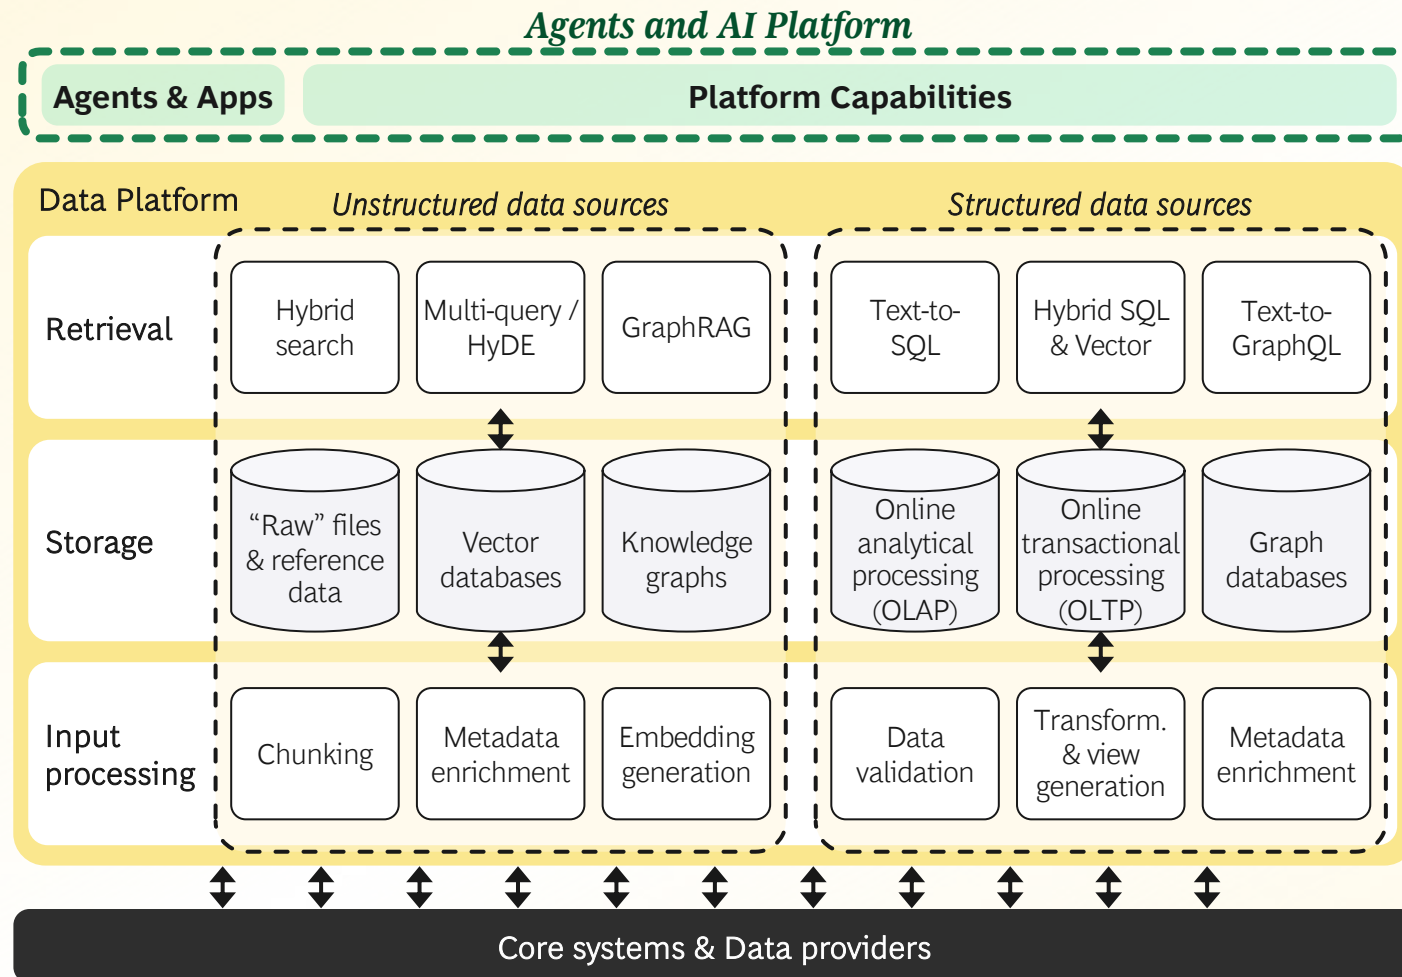 Agents and AI Platform
Agents & Apps
Platform Capabilities
Data Platform
Unstructured data sources
Structured data sources
Retrieval
Hybrid
search
Multi-query /
HyDE
GraphRAG
Text-to-
SQL
Hybrid SQL
& Vector
Text-to-
GraphQL
Storage
“Raw” files
& reference
data
Vector
databases
Knowledge
graphs
Online
analytical
processing
(OLAP)
Online
transactional
processing
(OLTP)
Graph
databases
Input
processing
Chunking
Metadata
enrichment
Embedding
generation
Data
validation
Transform.
& view
generation
Metadata
enrichment
Core systems & Data providers